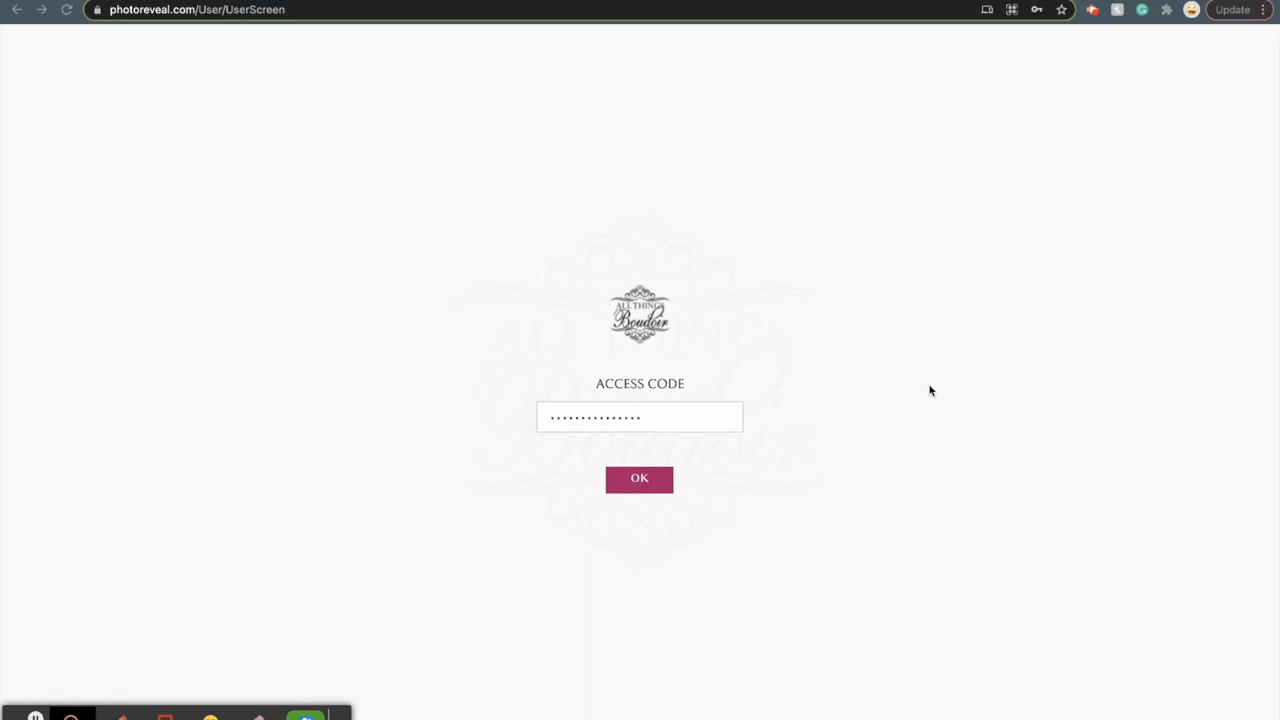 photoreveal.com/User/UserScreen
Update
ALL THINGS
Boudoir
ACCESS CODE
OK